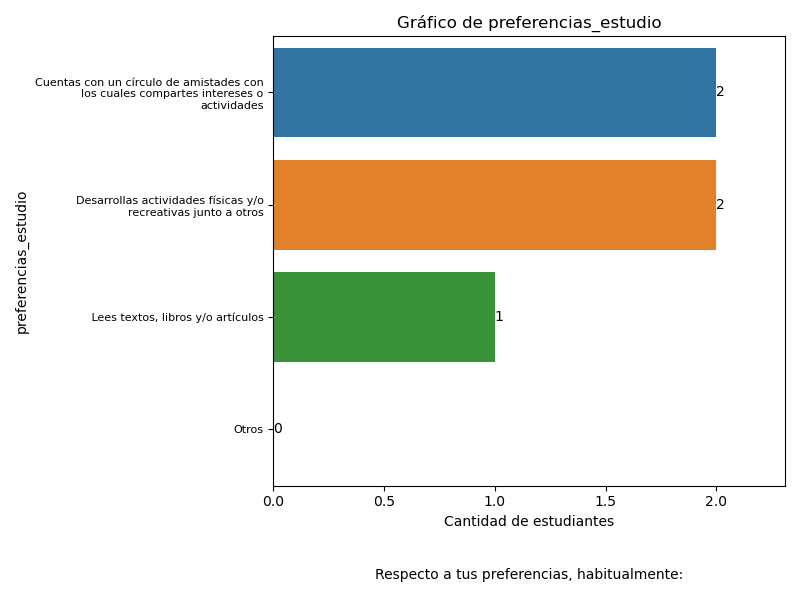 Gráfico de preferencias_estudio
Cuentas con un círculo de amistades con
los cuales compartes intereses o
actividades
2
Desarrollas actividades físicas y/o
recreativas junto a otros
2
Lees textos, libros y/o artículos
1
Otros
0
preferencias_estudio
0.0 0.5 1.0 1.5 2.0
Cantidad de estudiantes
Respecto a tus preferencias, habitualmente: